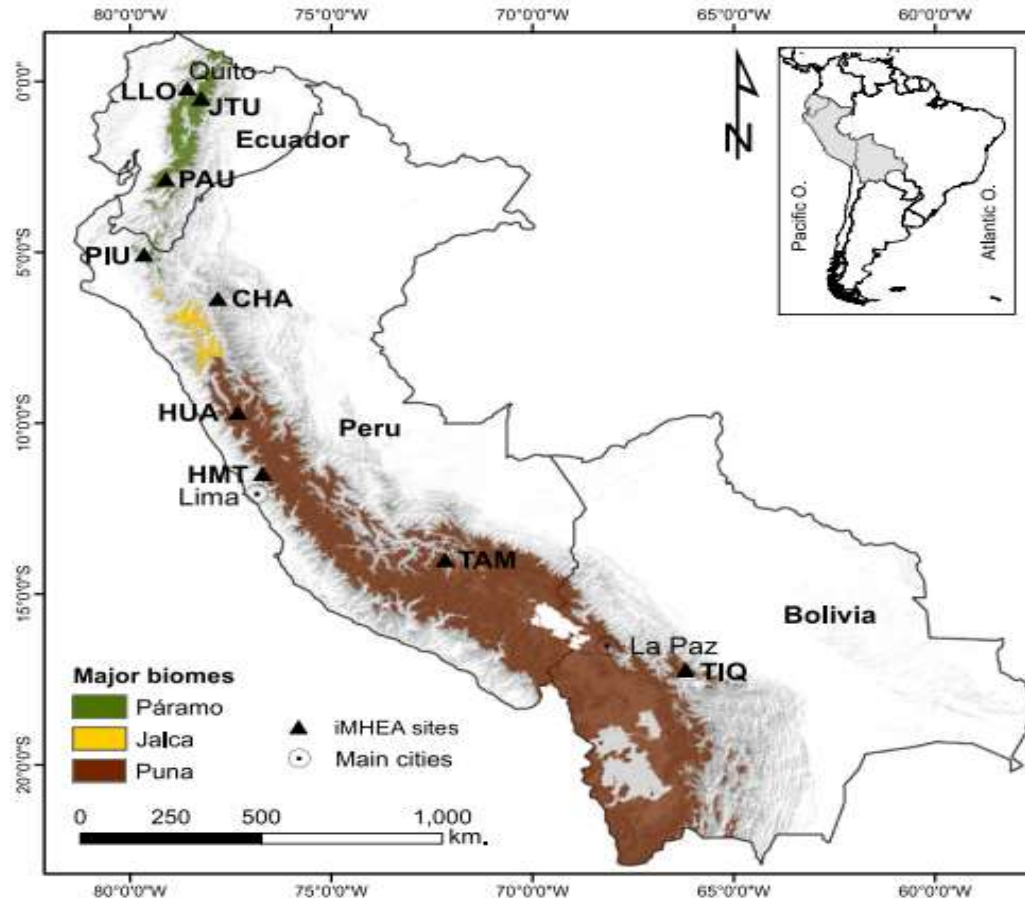 80°0'0"W 75°0'0"W 70°0'0"W 65°0'0"W 60°0'0"W
0°0'0"
5°0'0"S
10°0'0"S
15°0'0"S
20°0'0"S
Quito
LLO
JTU
Ecuador
PAU
PIU
CHA
HUA
Peru
HMT
Lima
TAM
Bolivia
La Paz
TIQ
N
Pacific O.
Atlantic O.
Major biomes
Páramo
Jalca
Puna
iMHEA sites
Main cities
0 250 500 1,000
km.
80°0'0"W 75°0'0"W 70°0'0"W 65°0'0"W 60°0'0"W